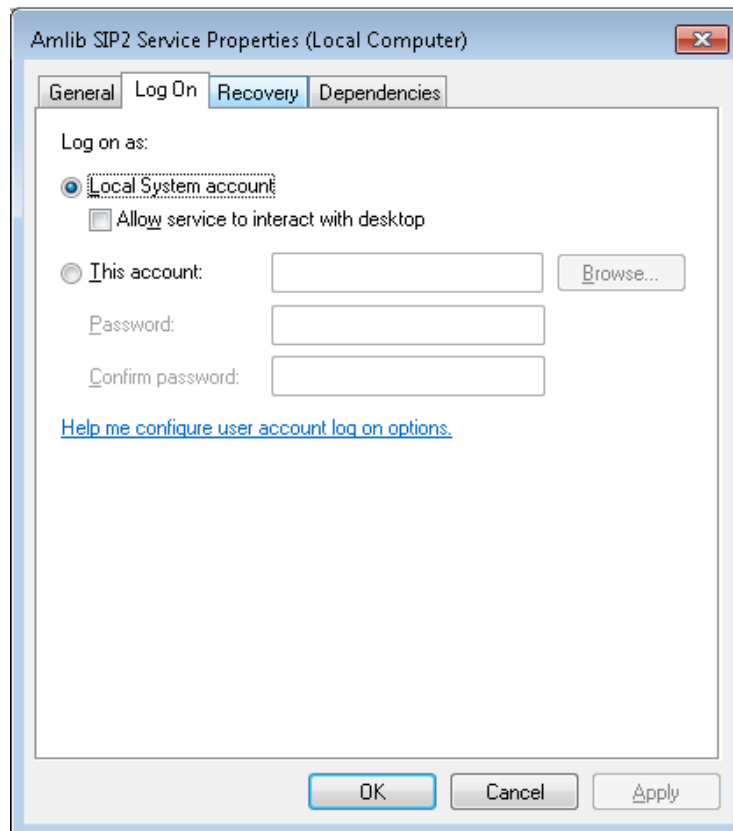 Amlib SIP2 Service Properties (Local Computer)
General Log On Recovery Dependencies
Log on as:
Local System account
Allow service to interact with desktop
This account:
Browse...
Password:
Confirm password:
Help me configure user account log on options.
OK Cancel Apply